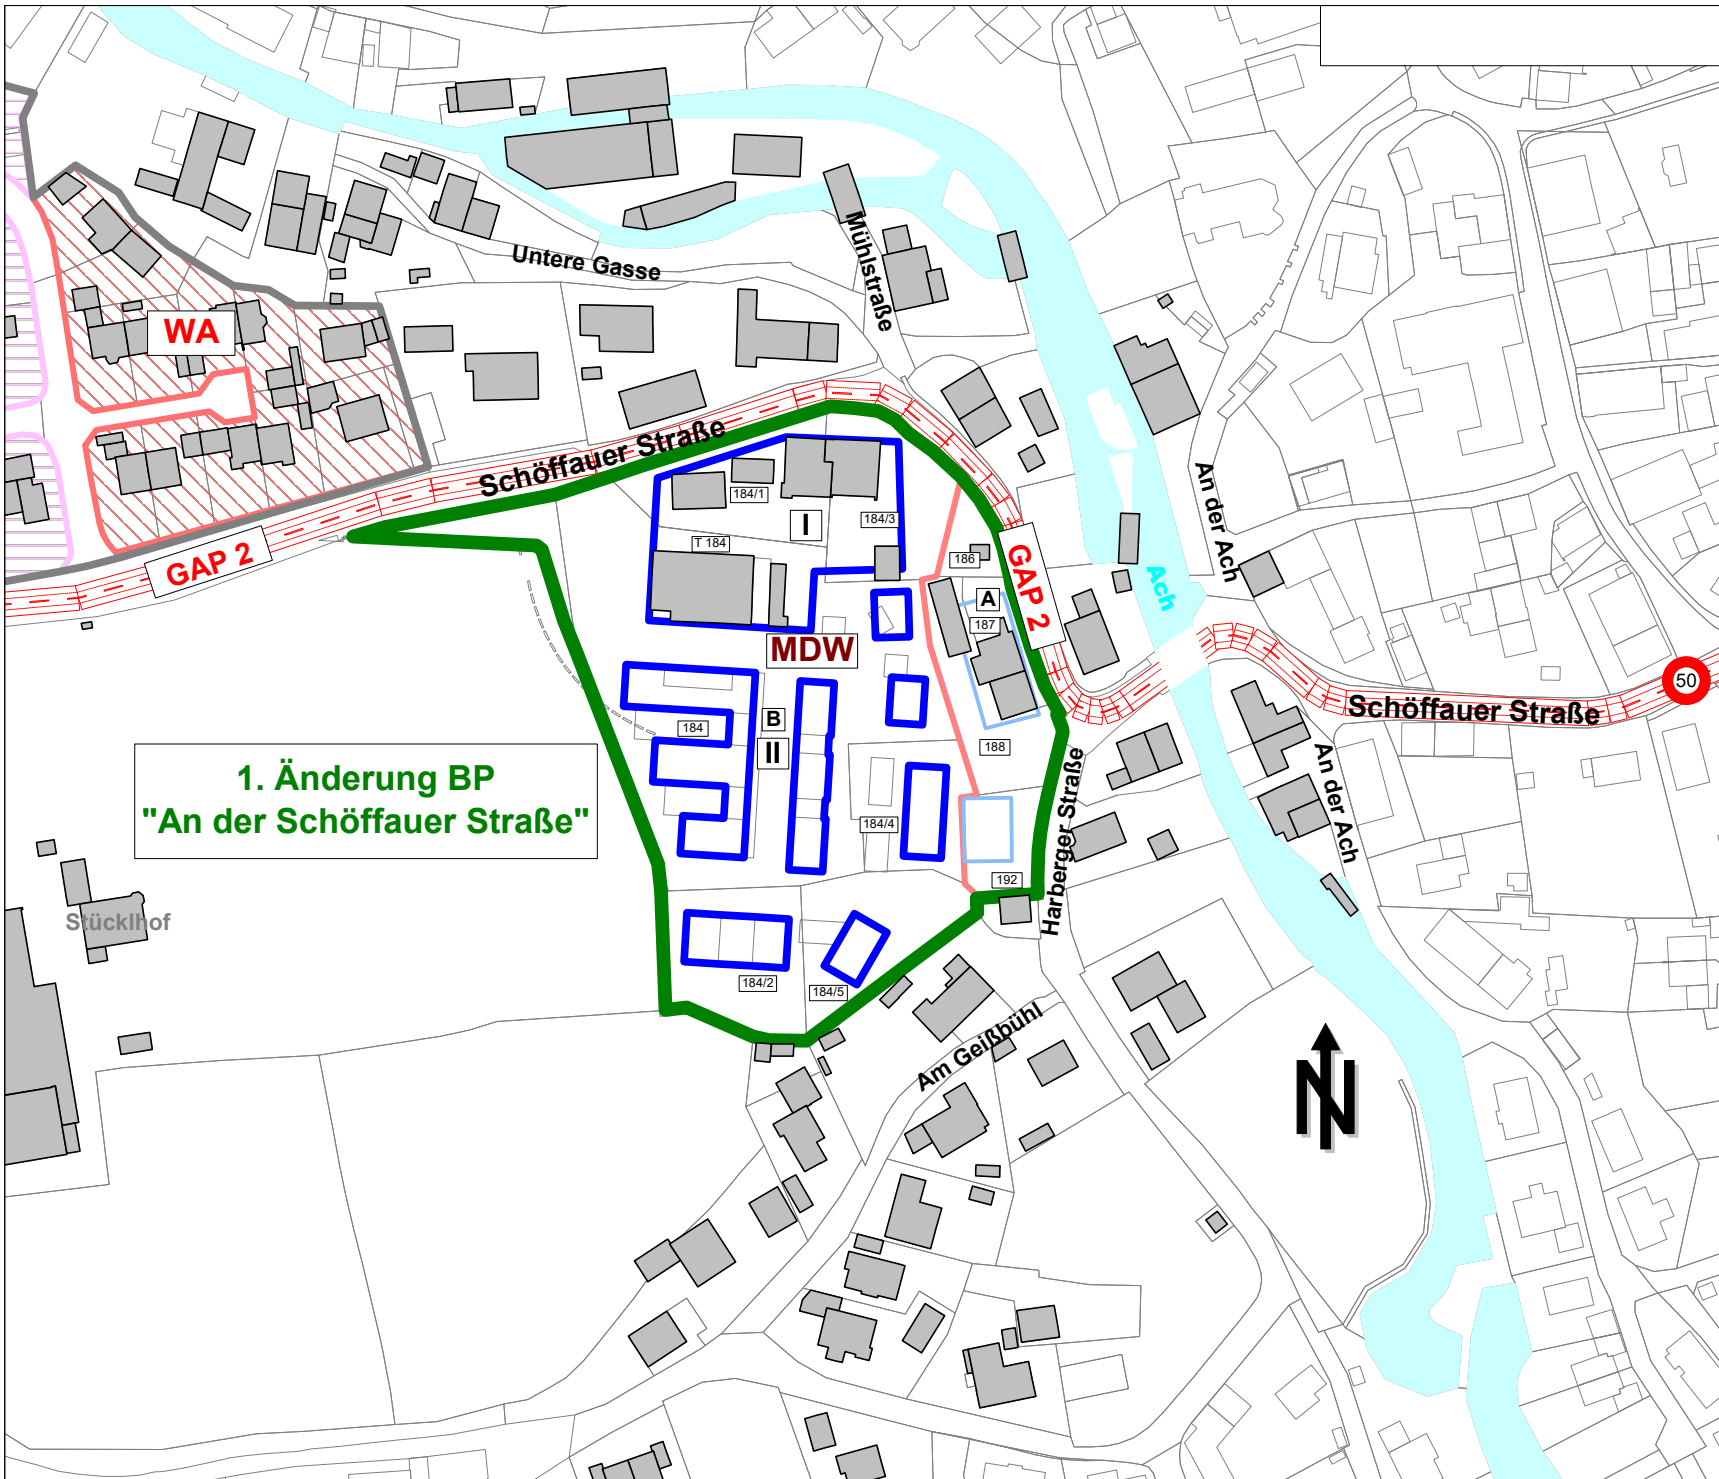 Untere Gasse
Mühlstraße
WA
Schöffauer Straße
GAP 2
184/1
I
184/3
T 184
An der Ach
186
GAP 2
A
187
Ach
MDW
50
Schöffauer Straße
184
B
II
188
1. Änderung BP
"An der Schöffauer Straße"
An der Ach
Harberger Straße
184/4
192
Stücklhof
184/2
184/5
Am Geißbühl
N